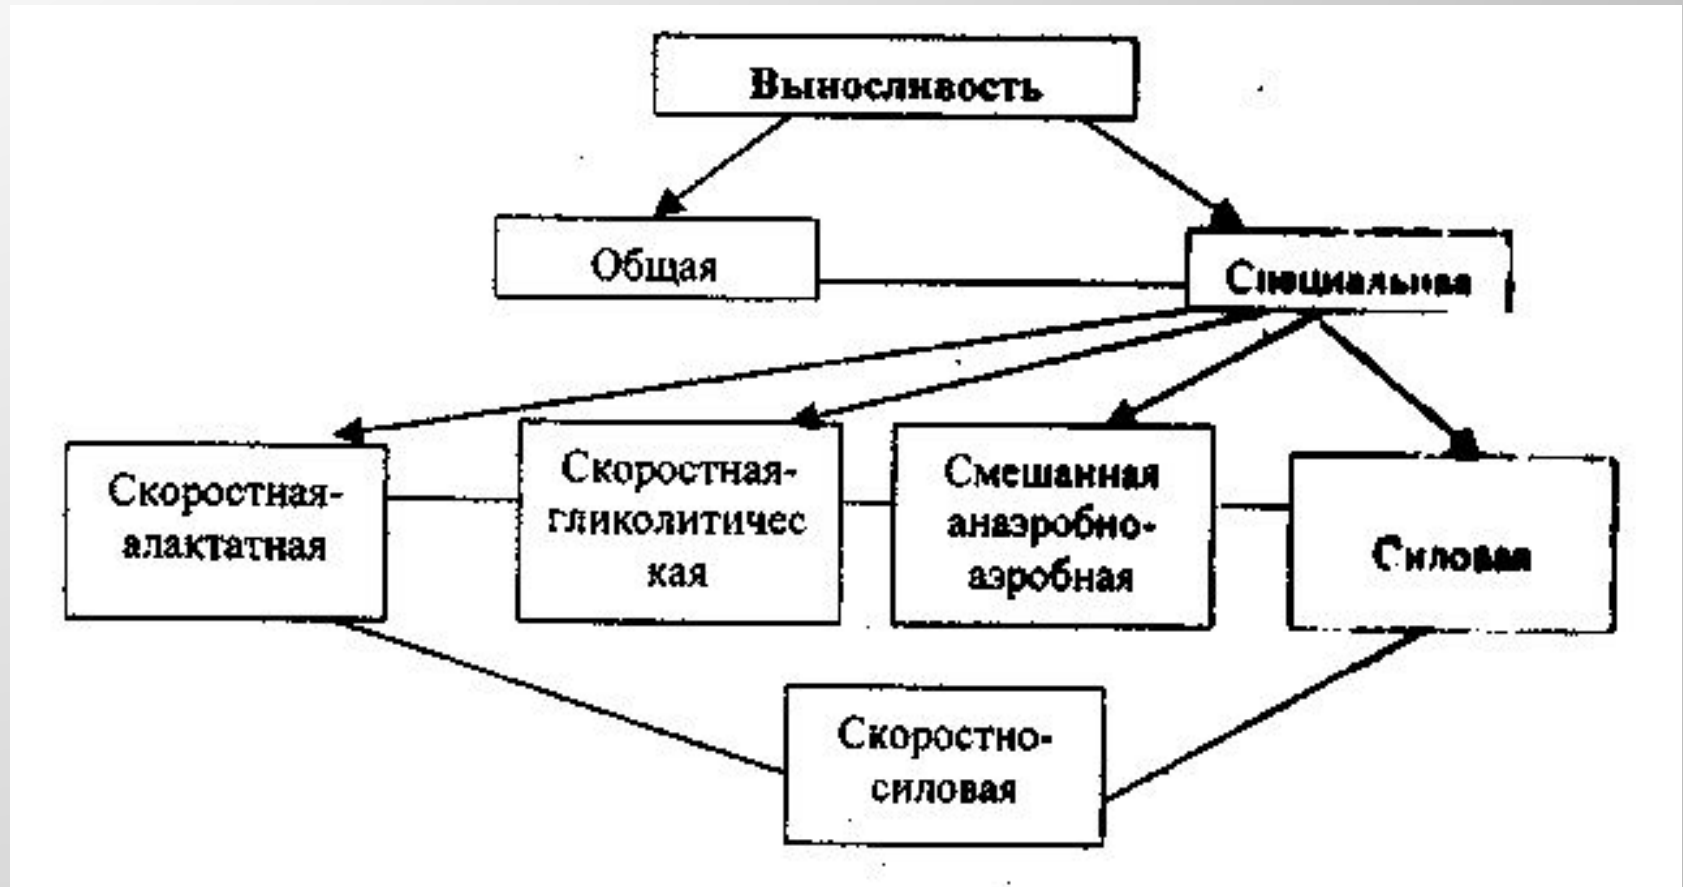 Выносливость
Общая
Специальная
Скоростная-
алактатная
Скоростная-
гликолитичес
кая
Смешанная
анаэробно-
аэробная
Силовая
Скоростно-
силовая